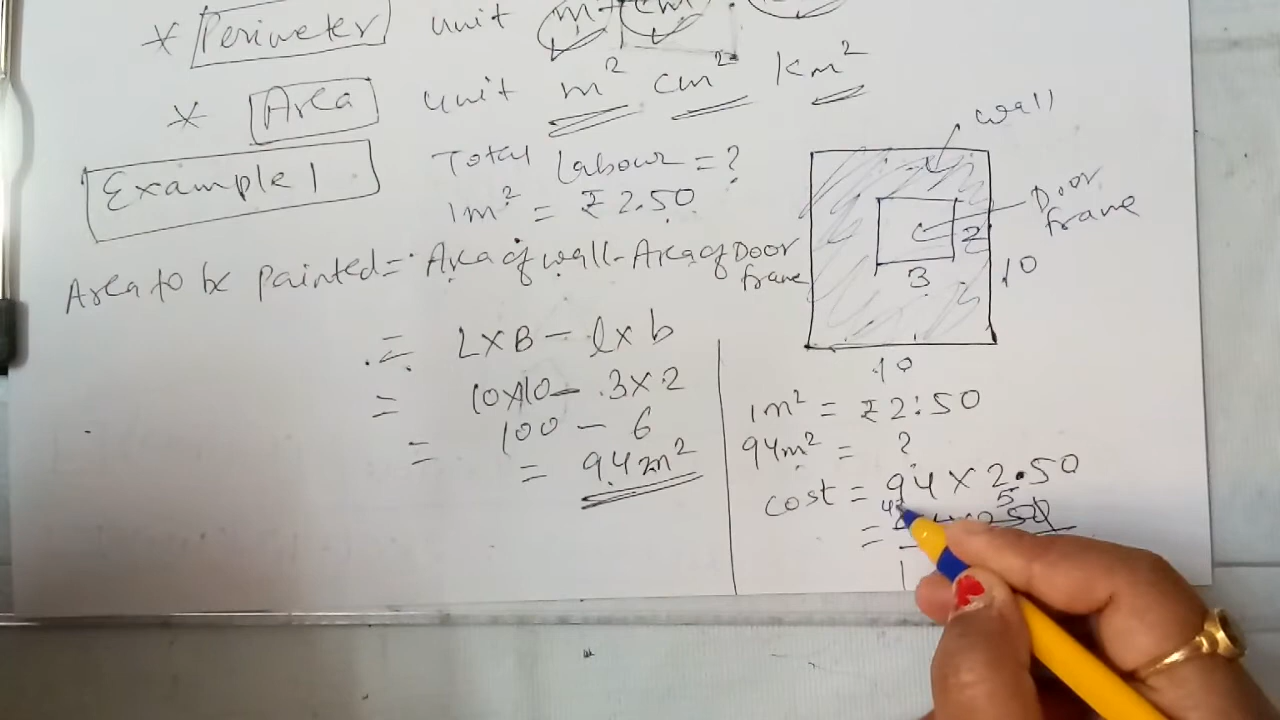 * Perimeter unit m, cm,
* Area unit m² cm² km²
Example 1
Total Labour = ?
1m² = ₹2.50
Area to be painted = Area of wall - Area of Door frame
= L×B - l×b
= 10×10 - 3×2
= 100 - 6
= 94m²
wall
Door frame
2
3
10
10
1m² = ₹2.50
94m² = ?
cost = 94 × 2.50
=